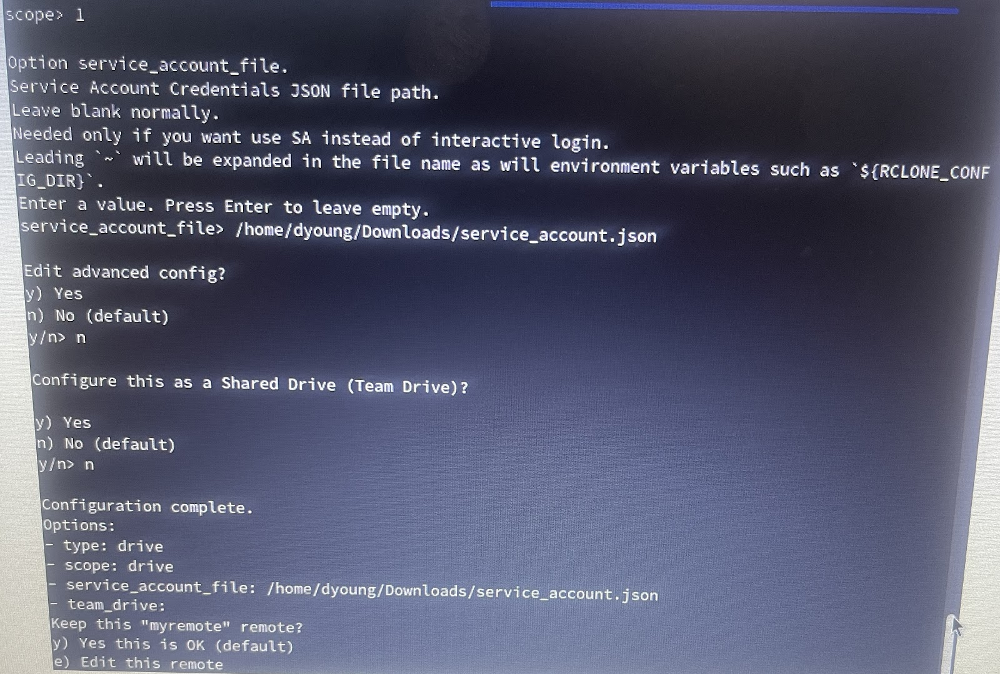 scope> 1
Option service_account_file.
Service Account Credentials JSON file path.
Leave blank normally.
Needed only if you want use SA instead of interactive login.
Leading `~` will be expanded in the file name as will environment variables such as `${RCLONE_CONF
IG_DIR}`.
Enter a value. Press Enter to leave empty.
service_account_file> /home/dyoung/Downloads/service_account.json
Edit advanced config?
y) Yes
n) No (default)
y/n> n
Configure this as a Shared Drive (Team Drive)?
y) Yes
n) No (default)
y/n> n
Configuration complete.
Options:
- type: drive
- scope: drive
- service_account_file: /home/dyoung/Downloads/service_account.json
- team_drive:
Keep this "myremote" remote?
y) Yes this is OK (default)
e) Edit this remote